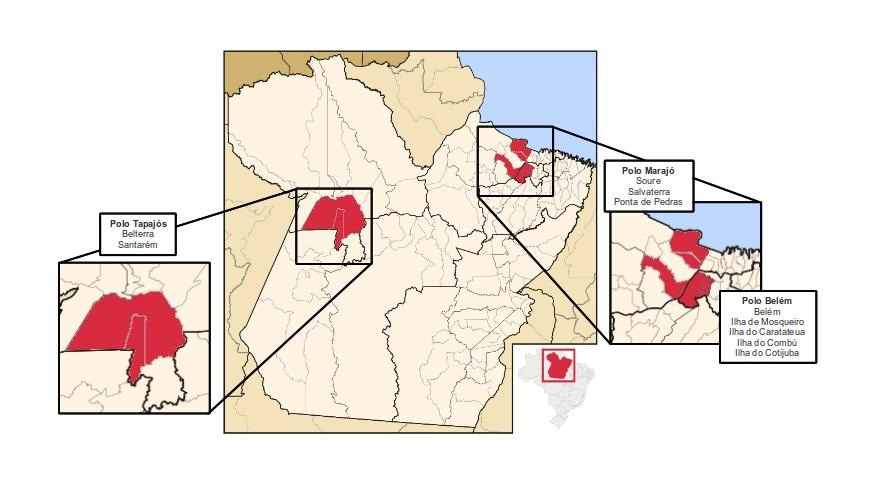 Polo Tapajós
Belterra
Santarém
Polo Marajó
Soure
Salvaterra
Ponta de Pedras
Polo Belém
Belém
Ilha de Mosqueiro
Ilha do Caratateua
Ilha do Combú
Ilha do Cotijuba